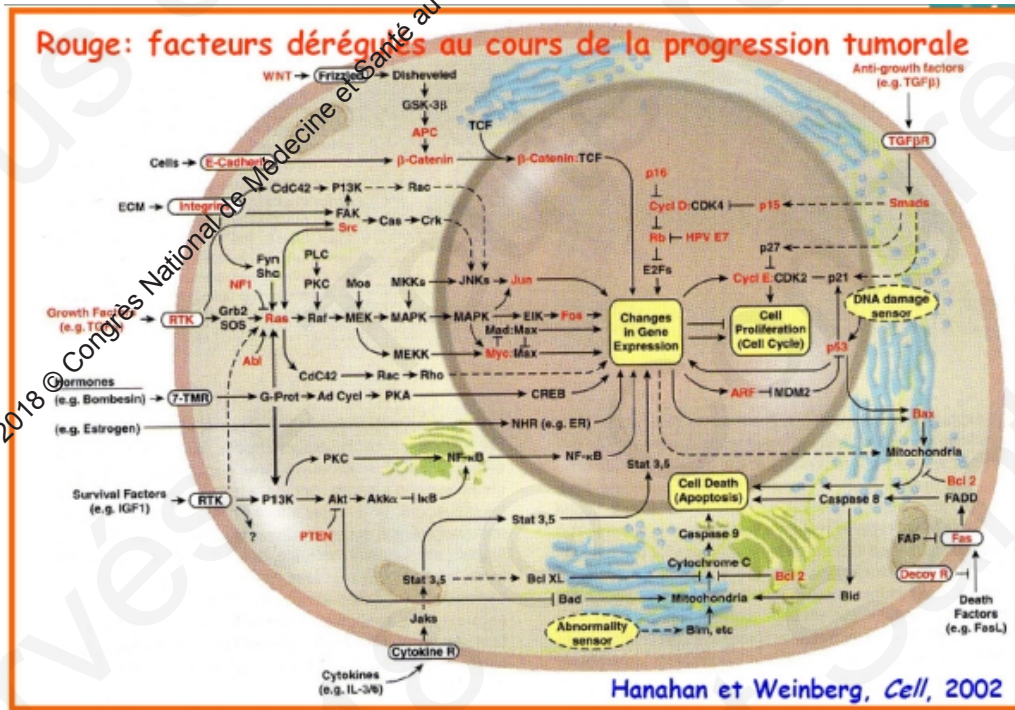 Rouge: facteurs dérégulés au cours de la progression tumorale
2018 © Congrès National de Médecine et Santé au
WNT
Frizzled
Disheveled
GSK-3β
APC
TCF
Cells
E-Cadherin
β-Catenin
β-Catenin:TCF
Anti-growth factors
(e.g. TGFβ)
TGFβR
Smads
p16
Cycl D:CDK4
p15
Rb
HPV E7
E2Fs
p27
Cycl E:CDK2
p21
DNA damage
sensor
p53
ARF
MDM2
Cell
Proliferation
(Cell Cycle)
Changes
in Gene
Expression
ECM
Integrin
CdC42
P13K
Rac
FAK
Src
Cas
Crk
Fyn
Shc
NF1
PLC
PKC
Mos
MKKs
JNKs
Jun
Growth Factors
RTK
Grb2
SOS
Ras
Raf
MEK
MAPK
MAPK
ElK
Fos
Mad:Max
Myc:Max
MEKK
Abl
CdC42
Rac
Rho
Hormones
(e.g. Bombesin)
7-TMR
G-Prot
Ad Cycl
PKA
CREB
(e.g. Estrogen)
NHR (e.g. ER)
PKC
NF-κB
NF-κB
Stat 3,5
Survival Factors
(e.g. IGF1)
RTK
P13K
Akt
Akkα
IκB
?
PTEN
Stat 3,5
Stat 3,5
Bcl XL
Bad
Jaks
Cytokine R
Cytokines
(e.g. IL-3/6)
Cell Death
(Apoptosis)
Caspase 9
Cytochrome C
Bcl 2
Mitochondria
Bim, etc
Abnormality
sensor
Bid
Bax
Mitochondria
Bcl 2
Caspase 8
FADD
FAP
Fas
Decoy R
Death
Factors
(e.g. FasL)
Hanahan et Weinberg, Cell, 2002